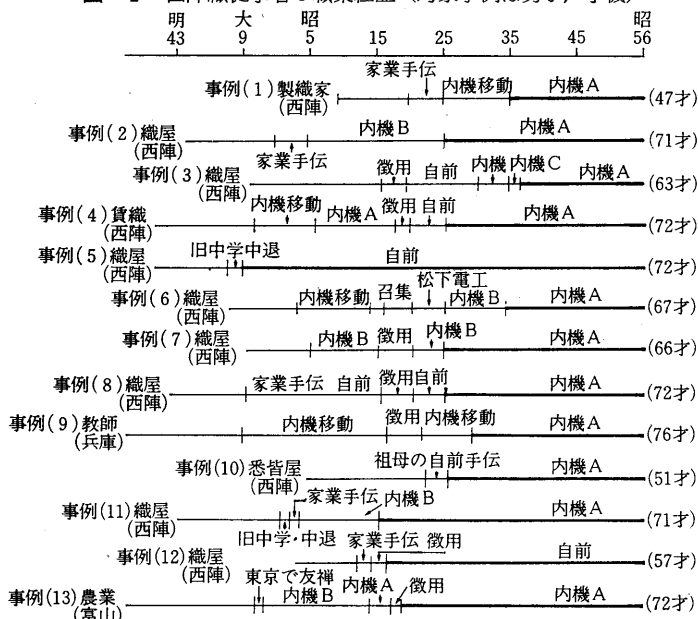 明 大 昭 昭
43 9 5 15 25 45 56
家業手伝
事例(1)製織家 内機移動 内機A (47才)
(西陣)
事例(2)織屋 内機B 内機A (71才)
(西陣) 家業手伝
事例(3)織屋 徴用 自前 内機 内機C 内機A (63才)
(西陣)
事例(4)賃織 内機移動 内機A 徴用 自前 内機A (72才)
(西陣)
事例(5)織屋 旧中学中退 自前 (72才)
(西陣)
松下電工
事例(6)織屋 内機移動 召集 内機B 内機A (67才)
(西陣)
事例(7)織屋 内機B 徴用 内機B 内機A (66才)
(西陣)
事例(8)織屋 家業手伝 自前 徴用 自前 内機A (72才)
(西陣)
事例(9)教師 内機移動 徴用 内機移動 内機A (76才)
(兵庫)
事例(10)悉皆屋 祖母の自前手伝 内機A (51才)
(西陣)
家業手伝
事例(11)織屋 内機B 内機A (71才)
(西陣) 旧中学・中退
事例(12)織屋 家業手伝 徴用 自前 (57才)
(西陣)
東京で友禅
事例(13)農業 内機B 内機A 徴用 内機A (72才)
(富山)